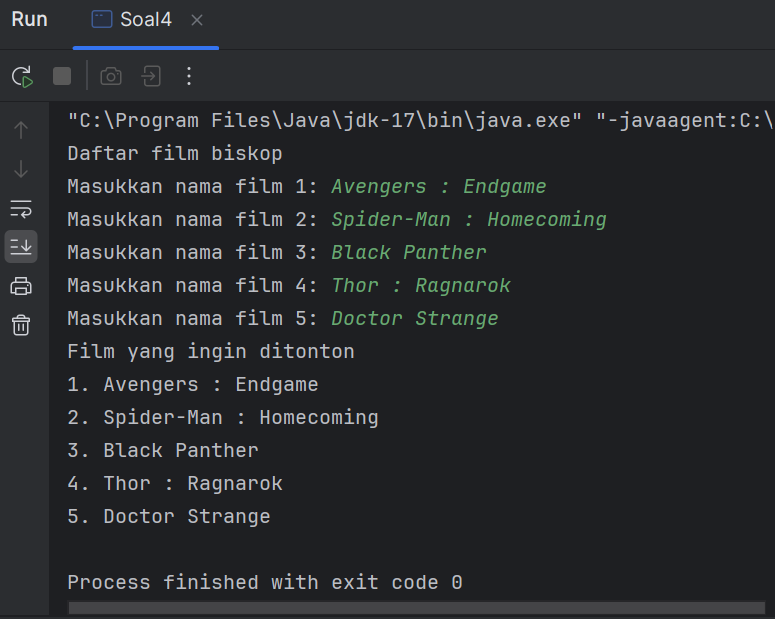 Run Soal4
"C:\Program Files\Java\jdk-17\bin\java.exe" "-javaagent:C:\
Daftar film biskop
Masukkan nama film 1: Avengers : Endgame
Masukkan nama film 2: Spider-Man : Homecoming
Masukkan nama film 3: Black Panther
Masukkan nama film 4: Thor : Ragnarok
Masukkan nama film 5: Doctor Strange
Film yang ingin ditonton
1. Avengers : Endgame
2. Spider-Man : Homecoming
3. Black Panther
4. Thor : Ragnarok
5. Doctor Strange
Process finished with exit code 0